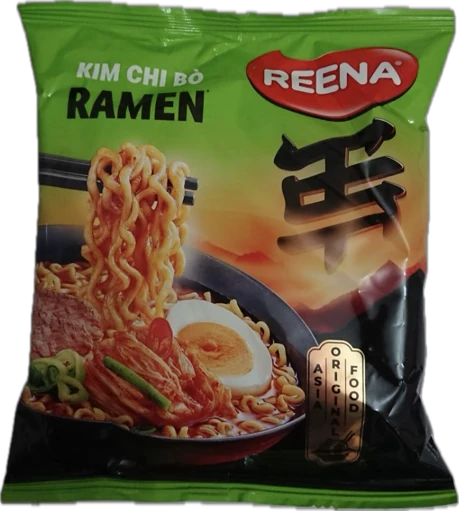 KIM CHI BÒ
RAMEN
REENA®
ASIA
ORIGINAL
FOOD